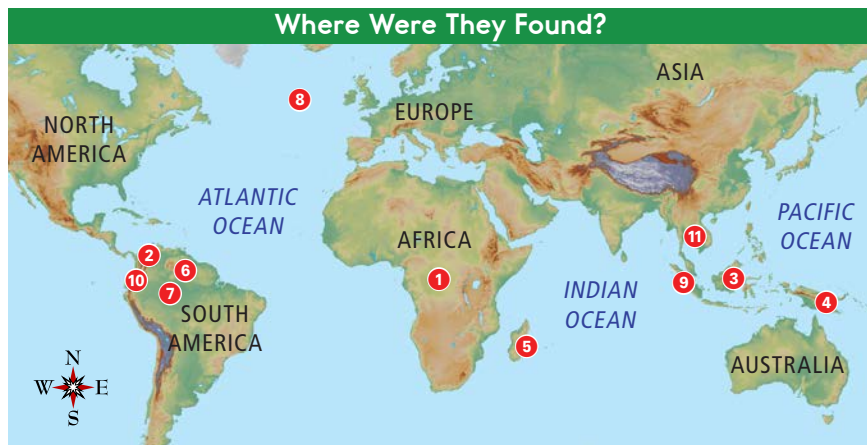 Where Were They Found?
NORTH
AMERICA
ATLANTIC
OCEAN
EUROPE
ASIA
AFRICA
PACIFIC
OCEAN
INDIAN
OCEAN
SOUTH
AMERICA
AUSTRALIA
8
2
10
6
7
1
5
11
9
3
4
N
W E
S